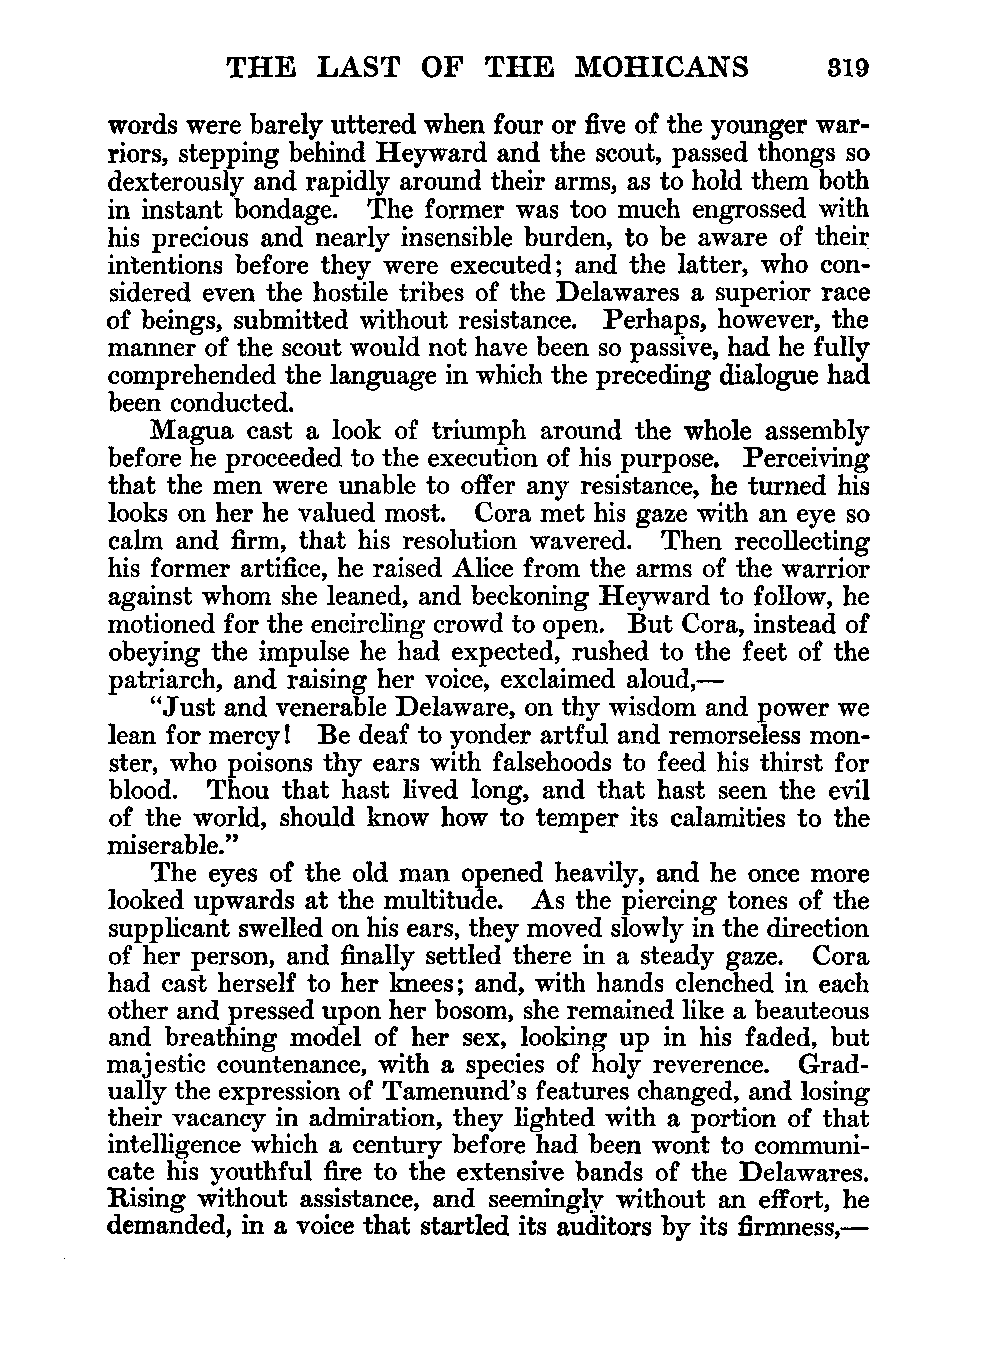 THE LAST OF THE MOHICANS 319
words were barely uttered when four or five of the younger war-
riors, stepping behind Heyward and the scout, passed thongs so
dexterously and rapidly around their arms, as to hold them both
in instant bondage. The former was too much engrossed with
his precious and nearly insensible burden, to be aware of their
intentions before they were executed; and the latter, who con-
sidered even the hostile tribes of the Delawares a superior race
of beings, submitted without resistance. Perhaps, however, the
manner of the scout would not have been so passive, had he fully
comprehended the language in which the preceding dialogue had
been conducted.
Magua cast a look of triumph around the whole assembly
before he proceeded to the execution of his purpose. Perceiving
that the men were unable to offer any resistance, he turned his
looks on her he valued most. Cora met his gaze with an eye so
calm and firm, that his resolution wavered. Then recollecting
his former artifice, he raised Alice from the arms of the warrior
against whom she leaned, and beckoning Heyward to follow, he
motioned for the encircling crowd to open. But Cora, instead of
obeying the impulse he had expected, rushed to the feet of the
patriarch, and raising her voice, exclaimed aloud,—
“Just and venerable Delaware, on thy wisdom and power we
lean for mercy! Be deaf to yonder artful and remorseless mon-
ster, who poisons thy ears with falsehoods to feed his thirst for
blood. Thou that hast lived long, and that hast seen the evil
of the world, should know how to temper its calamities to the
miserable.”
The eyes of the old man opened heavily, and he once more
looked upwards at the multitude. As the piercing tones of the
supplicant swelled on his ears, they moved slowly in the direction
of her person, and finally settled there in a steady gaze. Cora
had cast herself to her knees; and, with hands clenched in each
other and pressed upon her bosom, she remained like a beauteous
and breathing model of her sex, looking up in his faded, but
majestic countenance, with a species of holy reverence. Grad-
ually the expression of Tamenund’s features changed, and losing
their vacancy in admiration, they lighted with a portion of that
intelligence which a century before had been wont to communi-
cate his youthful fire to the extensive bands of the Delawares.
Rising without assistance, and seemingly without an effort, he
demanded, in a voice that startled its auditors by its firmness,—